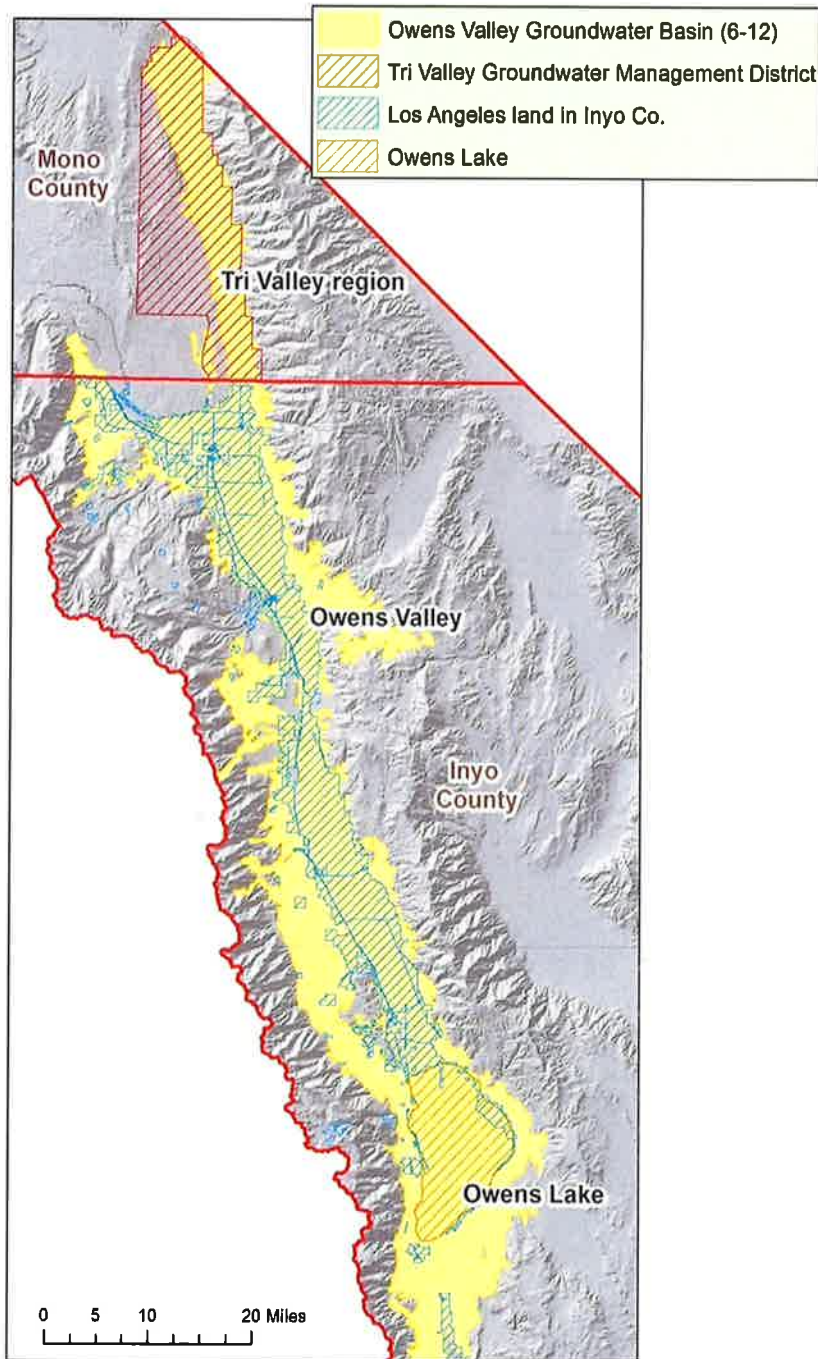 Owens Valley Groundwater Basin (6-12)
Tri Valley Groundwater Management District
Los Angeles land in Inyo Co.
Owens Lake
Mono
County
Tri Valley region
Owens Valley
Inyo
County
Owens Lake
0 5 10 20 Miles